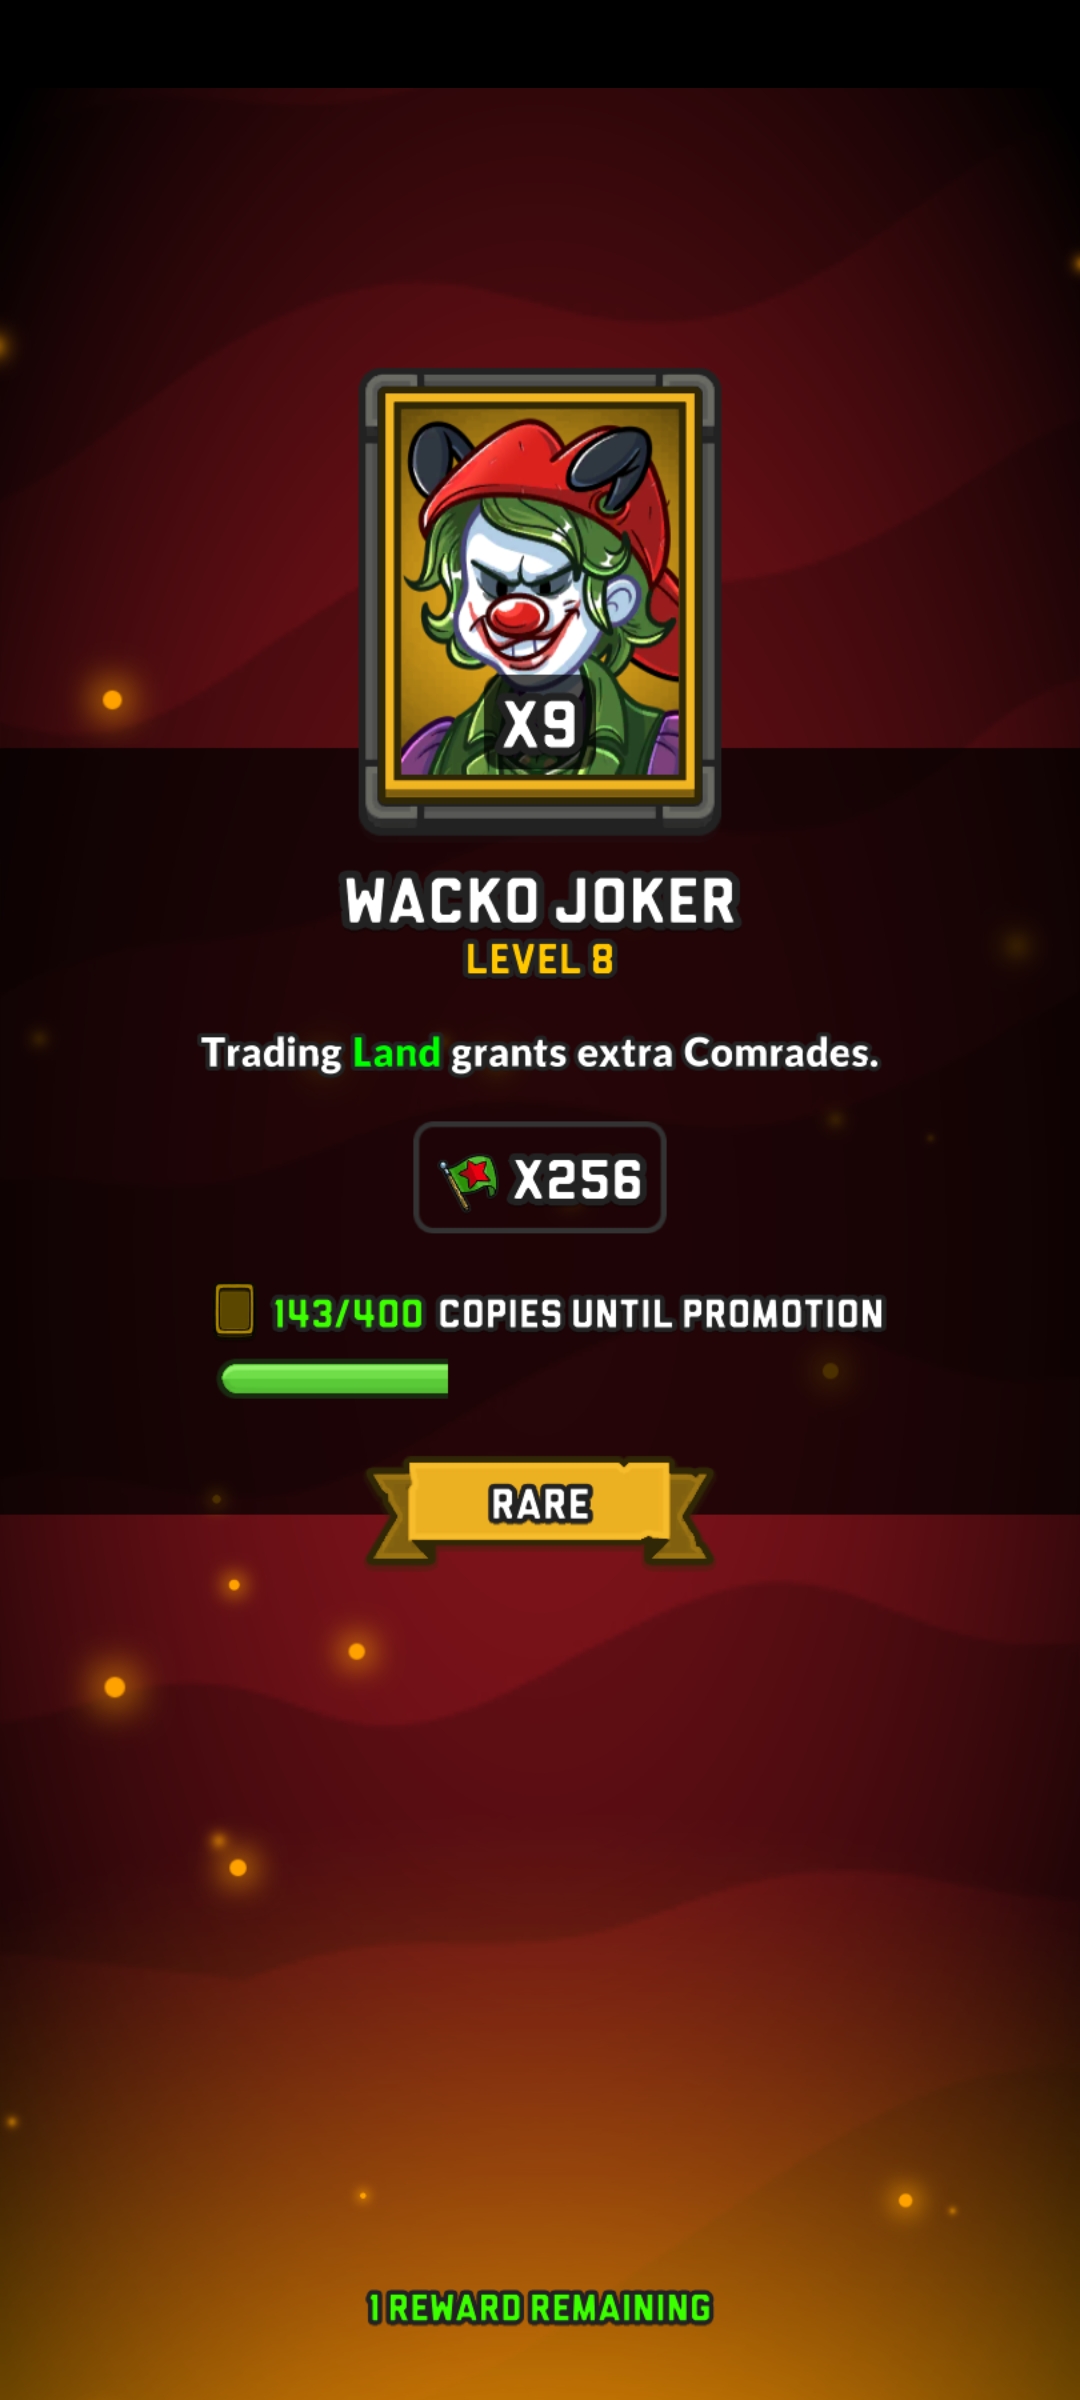 X9
WACKO JOKER
LEVEL 8
Trading Land grants extra Comrades.
X256
143/400 COPIES UNTIL PROMOTION
RARE
1 REWARD REMAINING